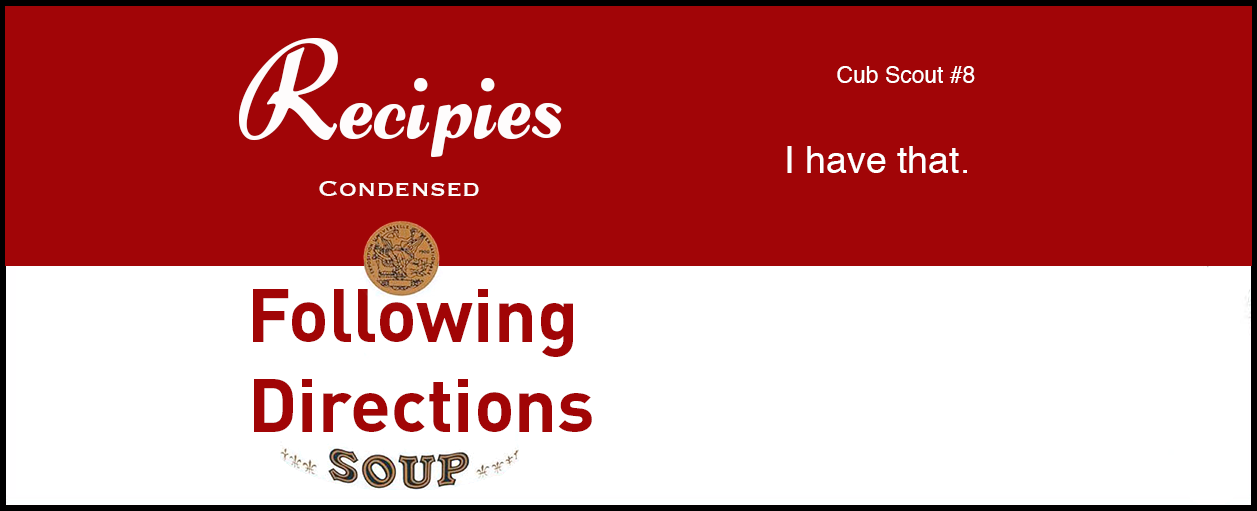 Recipies
Condensed
Following
Directions
SOUP
Cub Scout #8
I have that.